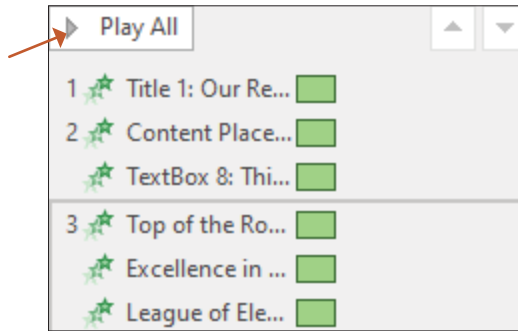 Play All
1 Title 1: Our Re...
2 Content Place...
TextBox 8: Thi...
3 Top of the Ro...
Excellence in ...
League of Ele...